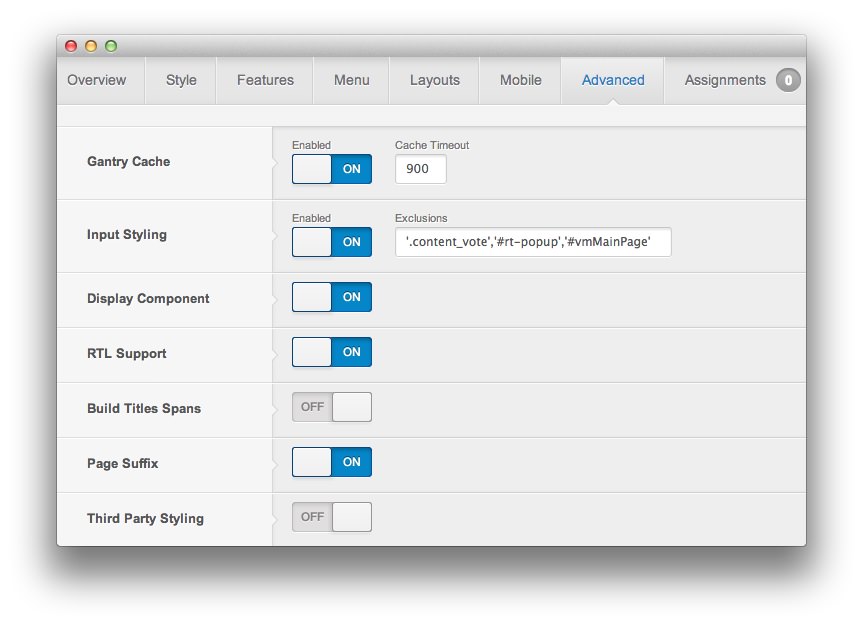 Overview Style Features Menu Layouts Mobile Advanced Assignments 0
Gantry Cache
Enabled Cache Timeout
ON 900
Input Styling
Enabled Exclusions
ON '.content_vote','#rt-popup','#vmMainPage'
Display Component ON
RTL Support ON
Build Titles Spans OFF
Page Suffix ON
Third Party Styling OFF